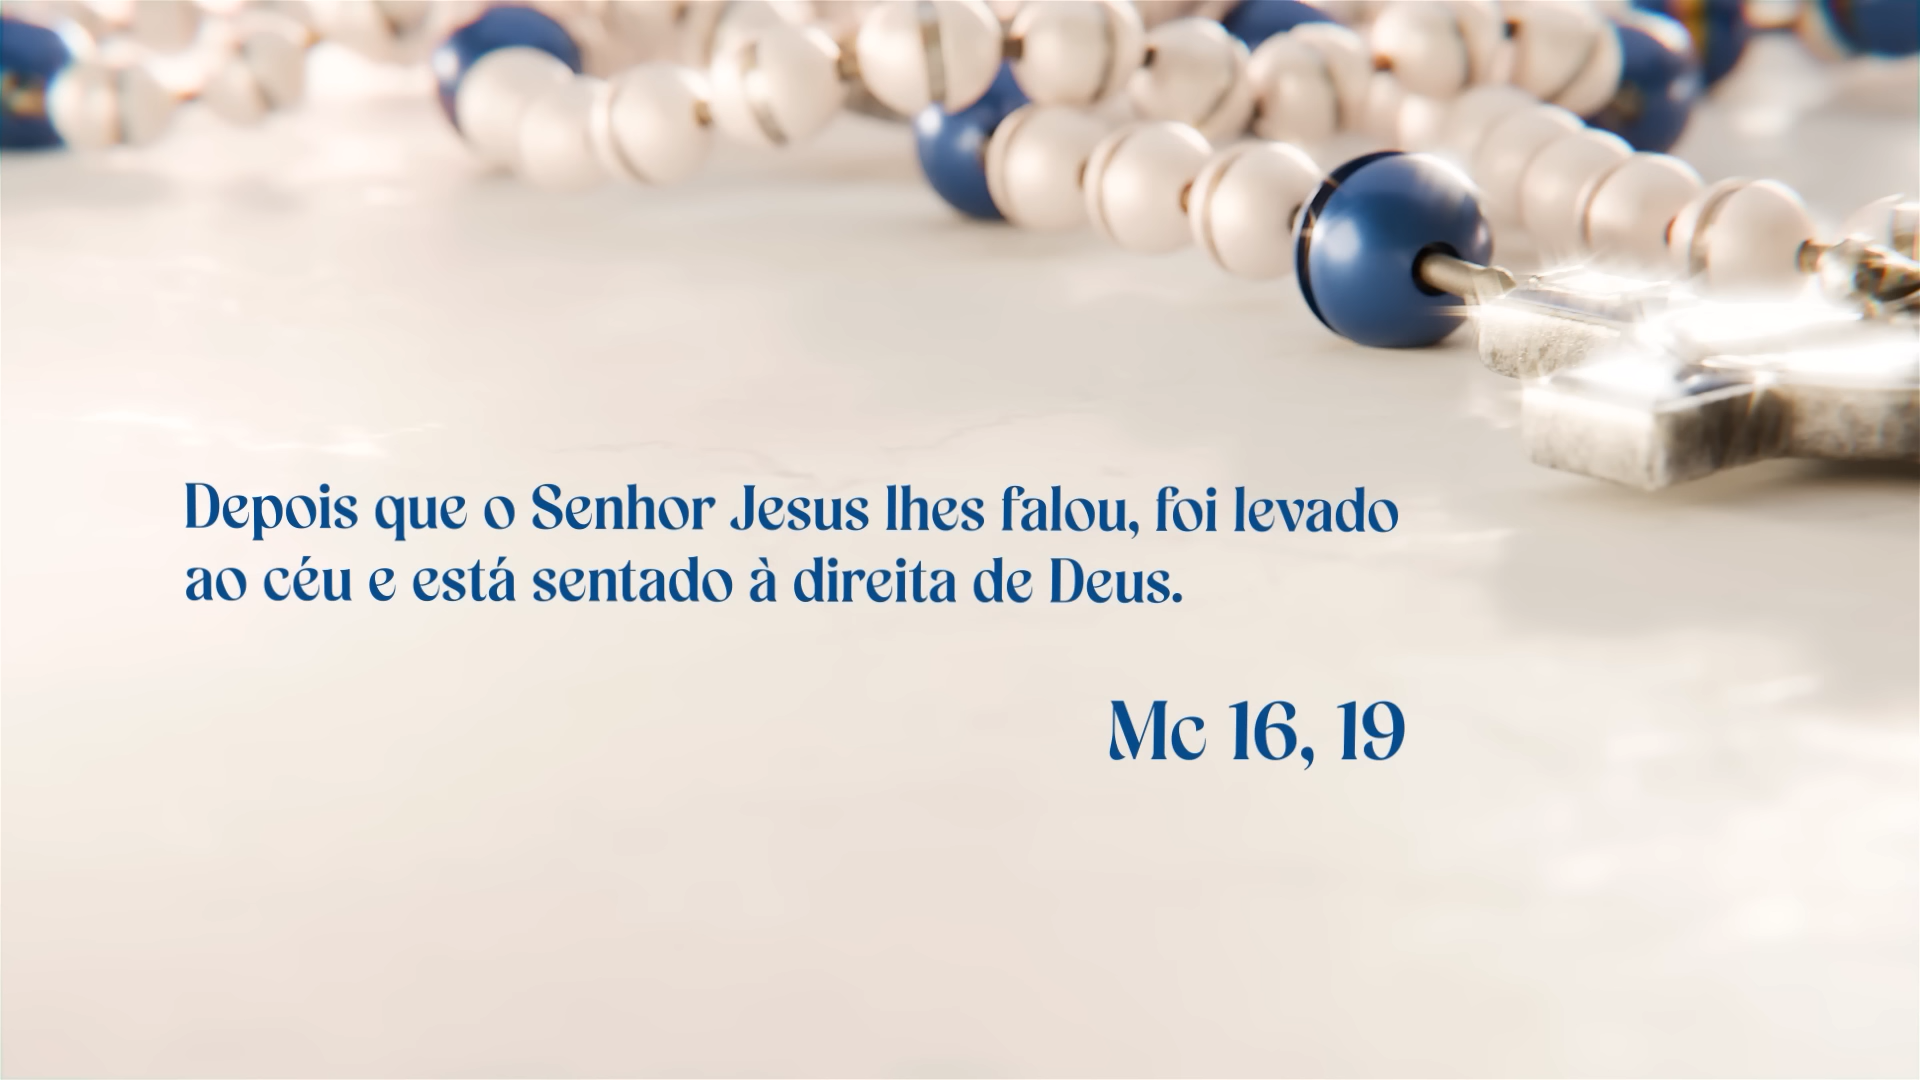 Depois que o Senhor Jesus lhes falou, foi levado
ao céu e está sentado à direita de Deus.
Mc 16, 19